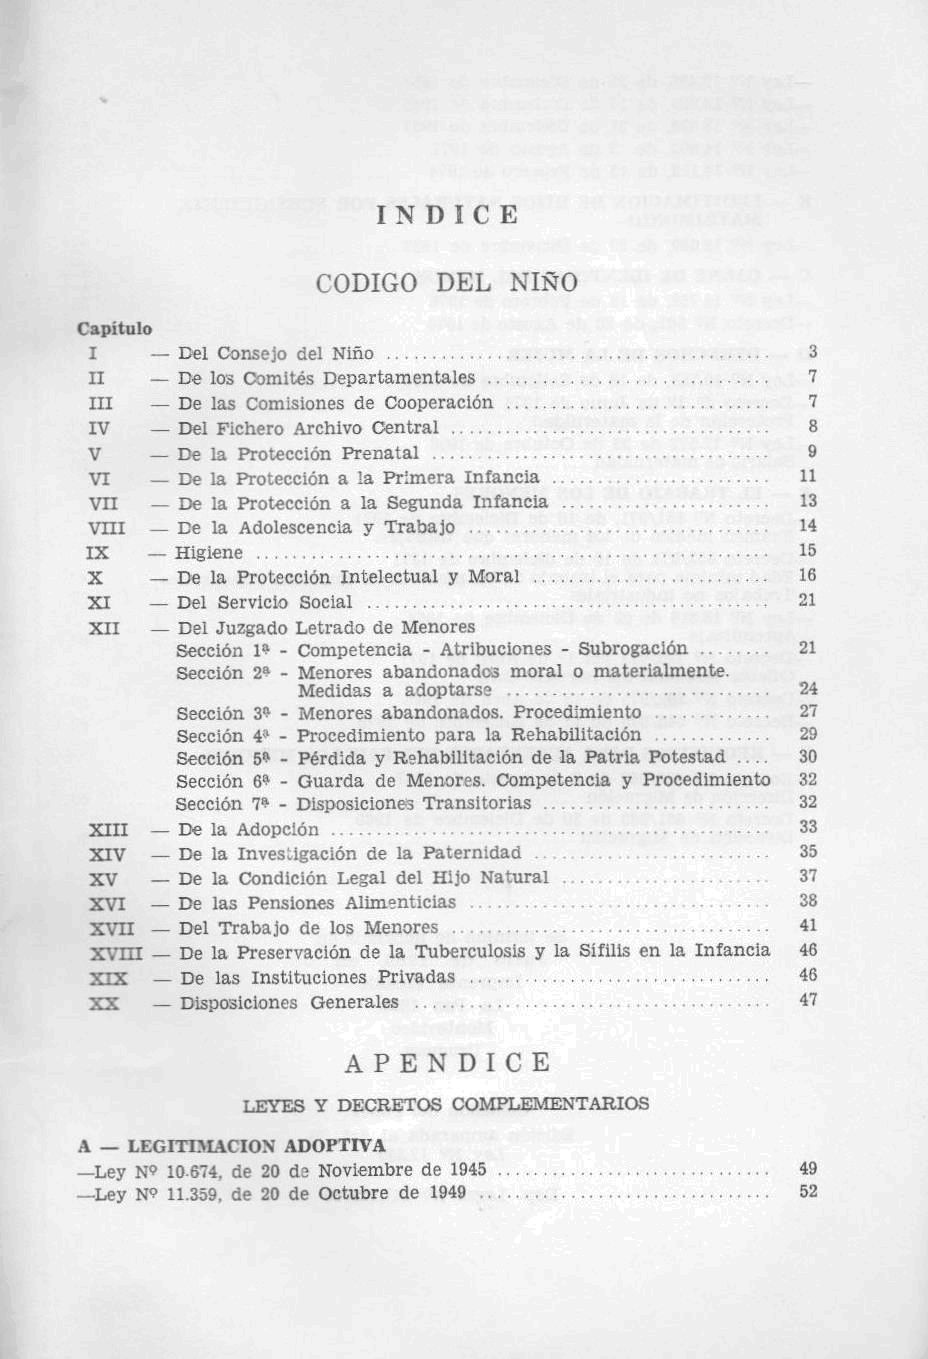 INDICE
CODIGO DEL NIÑO
Capítulo
I — Del Consejo del Niño ........ 3
II — De los Comités Departamentales ........ 7
III — De las Comisiones de Cooperación ........ 7
IV — Del Fichero Archivo Central ........ 8
V — De la Protección Prenatal ........ 9
VI — De la Protección a la Primera Infancia ........ 11
VII — De la Protección a la Segunda Infancia ........ 13
VIII — De la Adolescencia y Trabajo ........ 14
IX — Higiene ........ 15
X — De la Protección Intelectual y Moral ........ 16
XI — Del Servicio Social ........ 21
XII — Del Juzgado Letrado de Menores
Sección 1ª - Competencia - Atribuciones - Subrogación ........ 21
Sección 2ª - Menores abandonados moral o materialmente.
Medidas a adoptarse ........ 24
Sección 3ª - Menores abandonados. Procedimiento ........ 27
Sección 4ª - Procedimiento para la Rehabilitación ........ 29
Sección 5ª - Pérdida y Rehabilitación de la Patria Potestad .... 30
Sección 6ª - Guarda de Menores. Competencia y Procedimiento 32
Sección 7ª - Disposiciones Transitorias ........ 32
XIII — De la Adopción ........ 33
XIV — De la Investigación de la Paternidad ........ 35
XV — De la Condición Legal del Hijo Natural ........ 37
XVI — De las Pensiones Alimenticias ........ 38
XVII — Del Trabajo de los Menores ........ 41
XVIII — De la Preservación de la Tuberculosis y la Sífilis en la Infancia 46
XIX — De las Instituciones Privadas ........ 46
XX — Disposiciones Generales ........ 47
APENDICE
LEYES Y DECRETOS COMPLEMENTARIOS
A — LEGITIMACION ADOPTIVA
—Ley Nº 10.674, de 20 de Noviembre de 1945 ........ 49
—Ley Nº 11.359, de 20 de Octubre de 1949 ........ 52